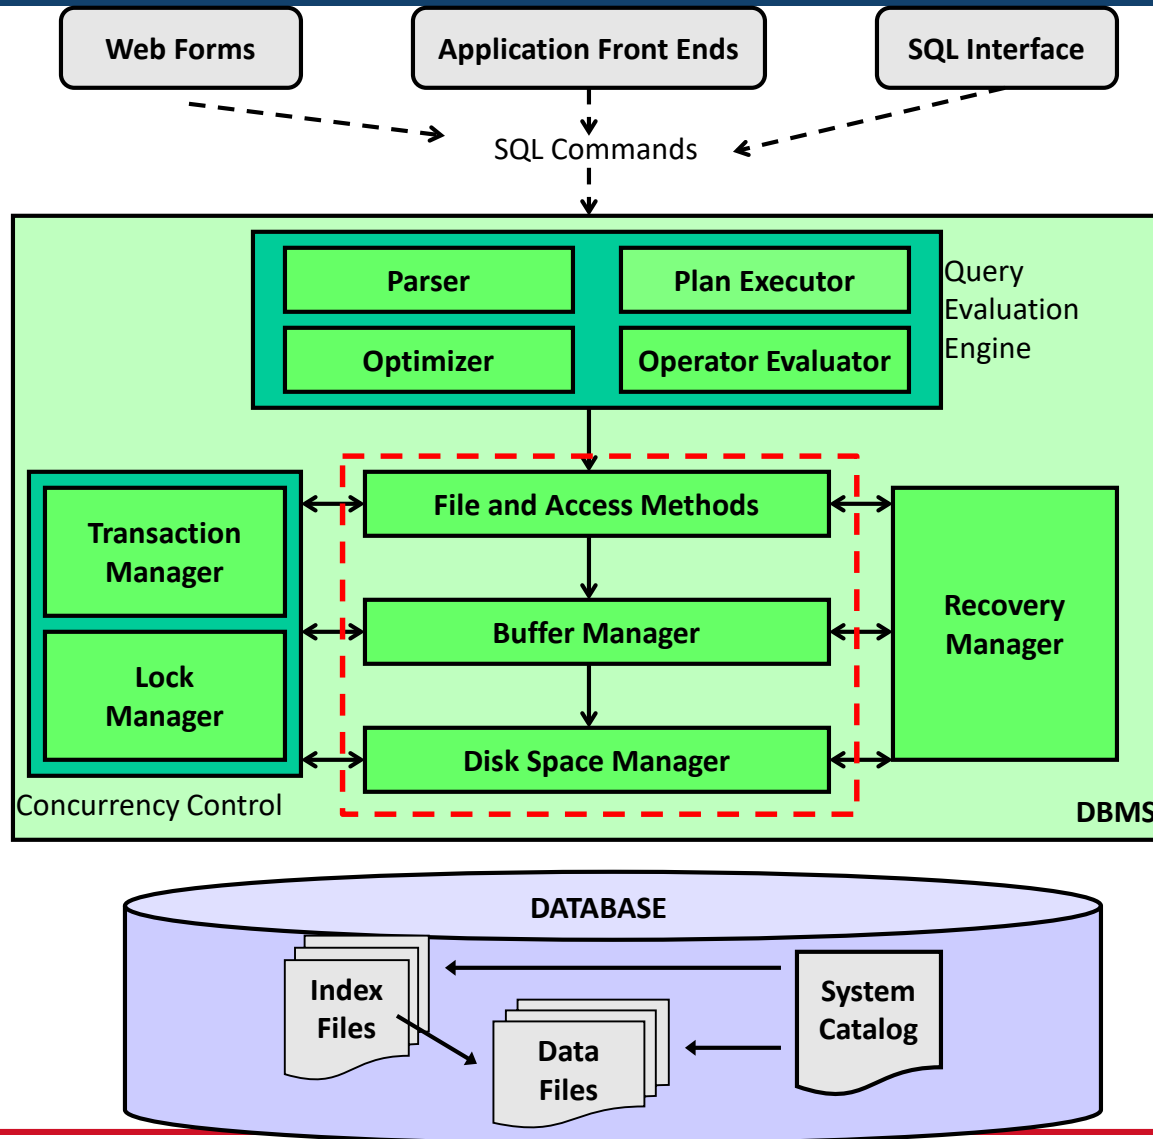 Web Forms
Application Front Ends
SQL Interface
SQL Commands
Parser
Plan Executor
Optimizer
Operator Evaluator
Query
Evaluation
Engine
File and Access Methods
Transaction
Manager
Buffer Manager
Recovery
Manager
Lock
Manager
Disk Space Manager
Concurrency Control
DBMS
DATABASE
Index
Files
System
Catalog
Data
Files